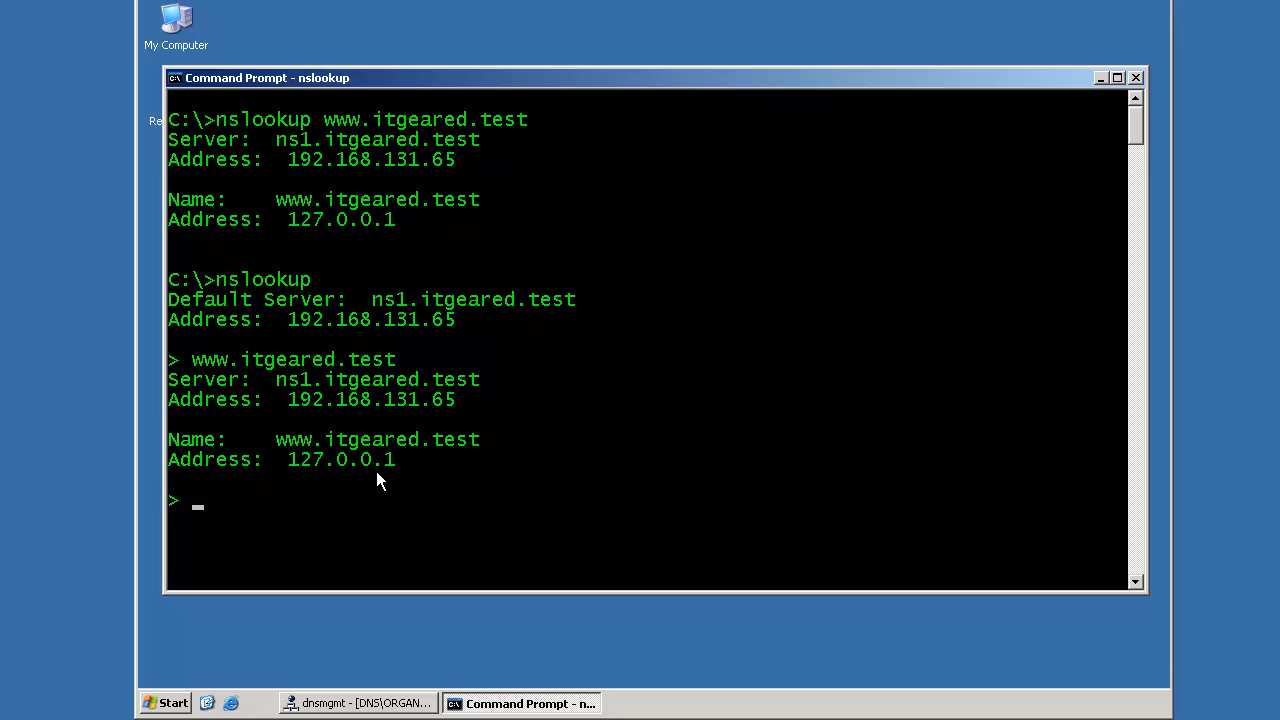 My Computer
Command Prompt - nslookup
Re
C:\>nslookup www.itgeared.test
Server:  ns1.itgeared.test
Address:  192.168.131.65
Name:    www.itgeared.test
Address:  127.0.0.1
C:\>nslookup
Default Server:  ns1.itgeared.test
Address:  192.168.131.65
> www.itgeared.test
Server:  ns1.itgeared.test
Address:  192.168.131.65
Name:    www.itgeared.test
Address:  127.0.0.1
>
Start
dnsmgmt - [DNS\ORGAN...
Command Prompt - n...